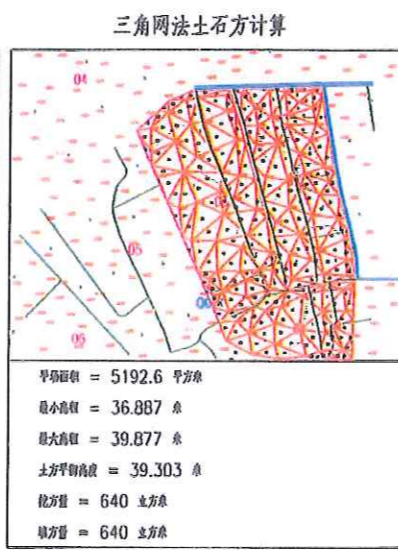 三角网法土石方计算
04
05
06
05
平场面积 = 5192.6 平方米
最小高程 = 36.887 米
最大高程 = 39.877 米
土方平衡高度 = 39.303 米
挖方量 = 640 立方米
填方量 = 640 立方米